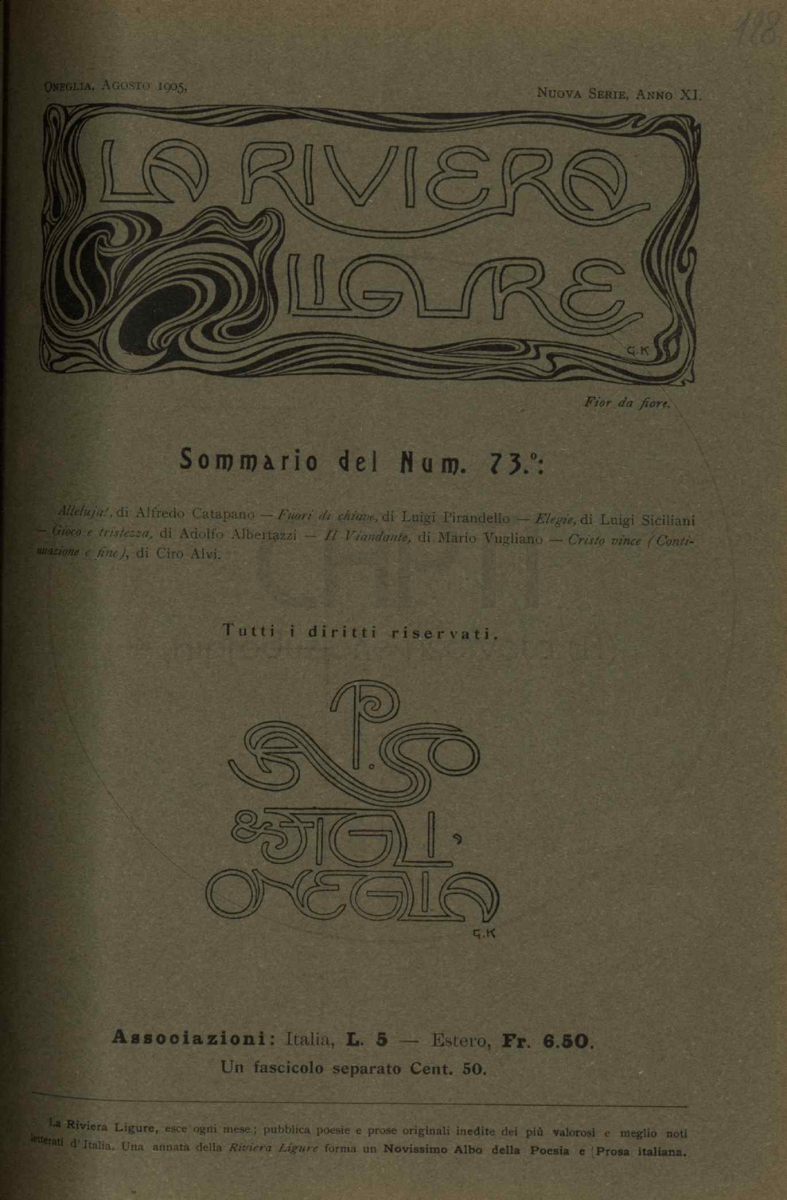 128
Oneglia, Agosto 1905,
Nuova Serie, Anno XI.
LA RIVIERA
LIGURE
G.K
Fior da fiore.
Sommario del Num. 73.º:
Alleluja!, di Alfredo Catapano — Fuori di chiave, di Luigi Pirandello — Elegie, di Luigi Siciliani
— Gioco e tristezza, di Adolfo Albertazzi — Il Viandante, di Mario Vugliano — Cristo vince (Conti-
nuazione e fine), di Ciro Alvi.
Tutti i diritti riservati.
P. SASSO
& FIGLI,
ONEGLIA
G.K
Associazioni: Italia, L. 5 — Estero, Fr. 6.50.
Un fascicolo separato Cent. 50.
La Riviera Ligure, esce ogni mese; pubblica poesie e prose originali inedite dei più valorosi e meglio noti
letterati d'Italia. Una annata della Riviera Ligure forma un Novissimo Albo della Poesia e Prosa italiana.